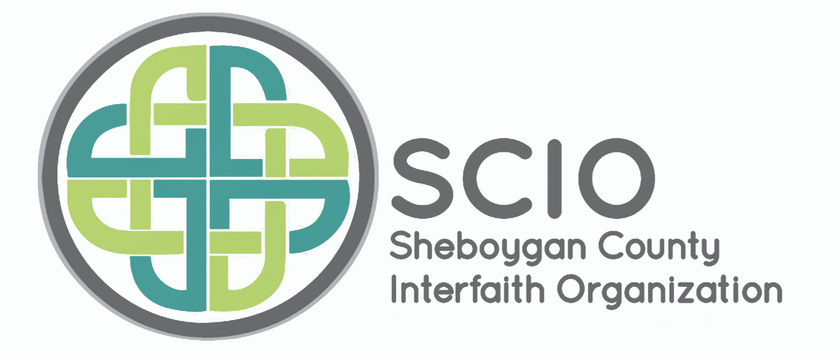 SCIO
Sheboygan County
Interfaith Organization